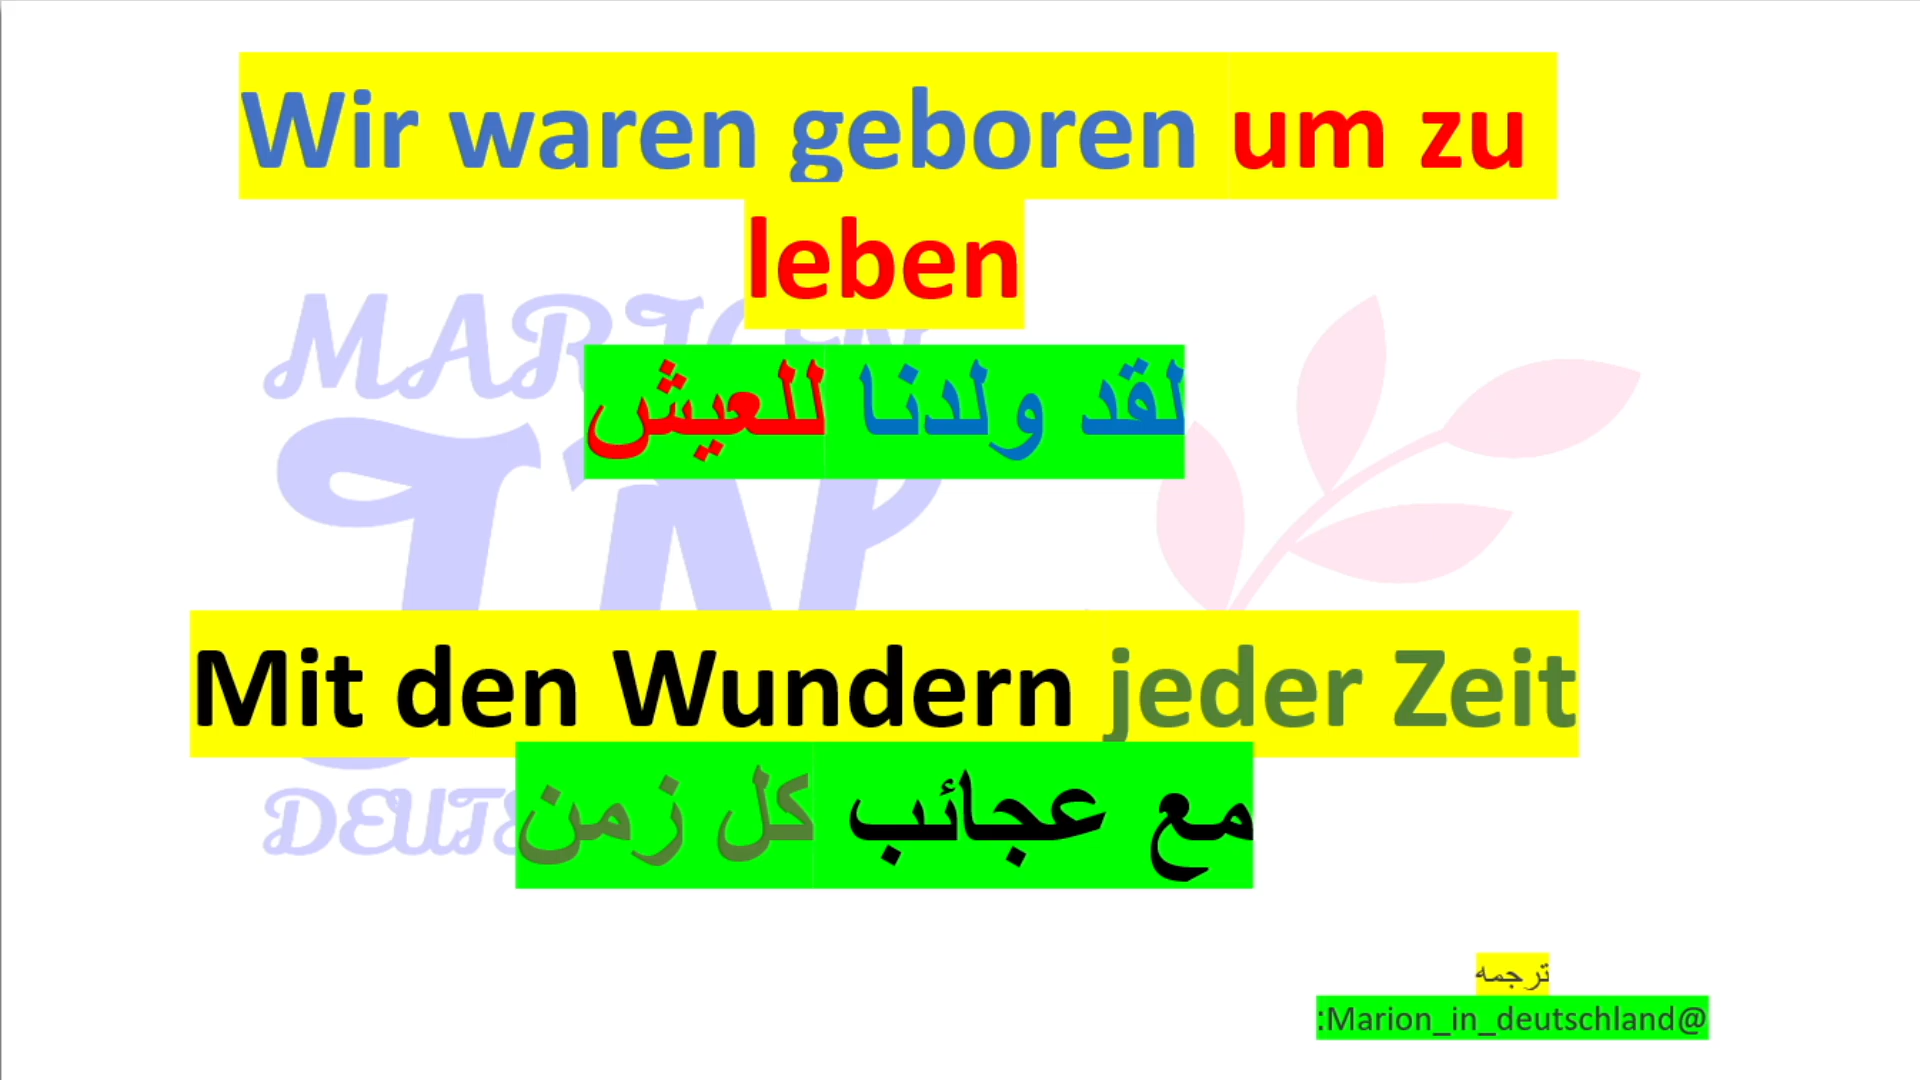 Wir waren geboren um zu
leben
لقد ولدنا للعيش
Mit den Wundern jeder Zeit
مع عجائب كل زمن
ترجمه
:Marion_in_deutschland@